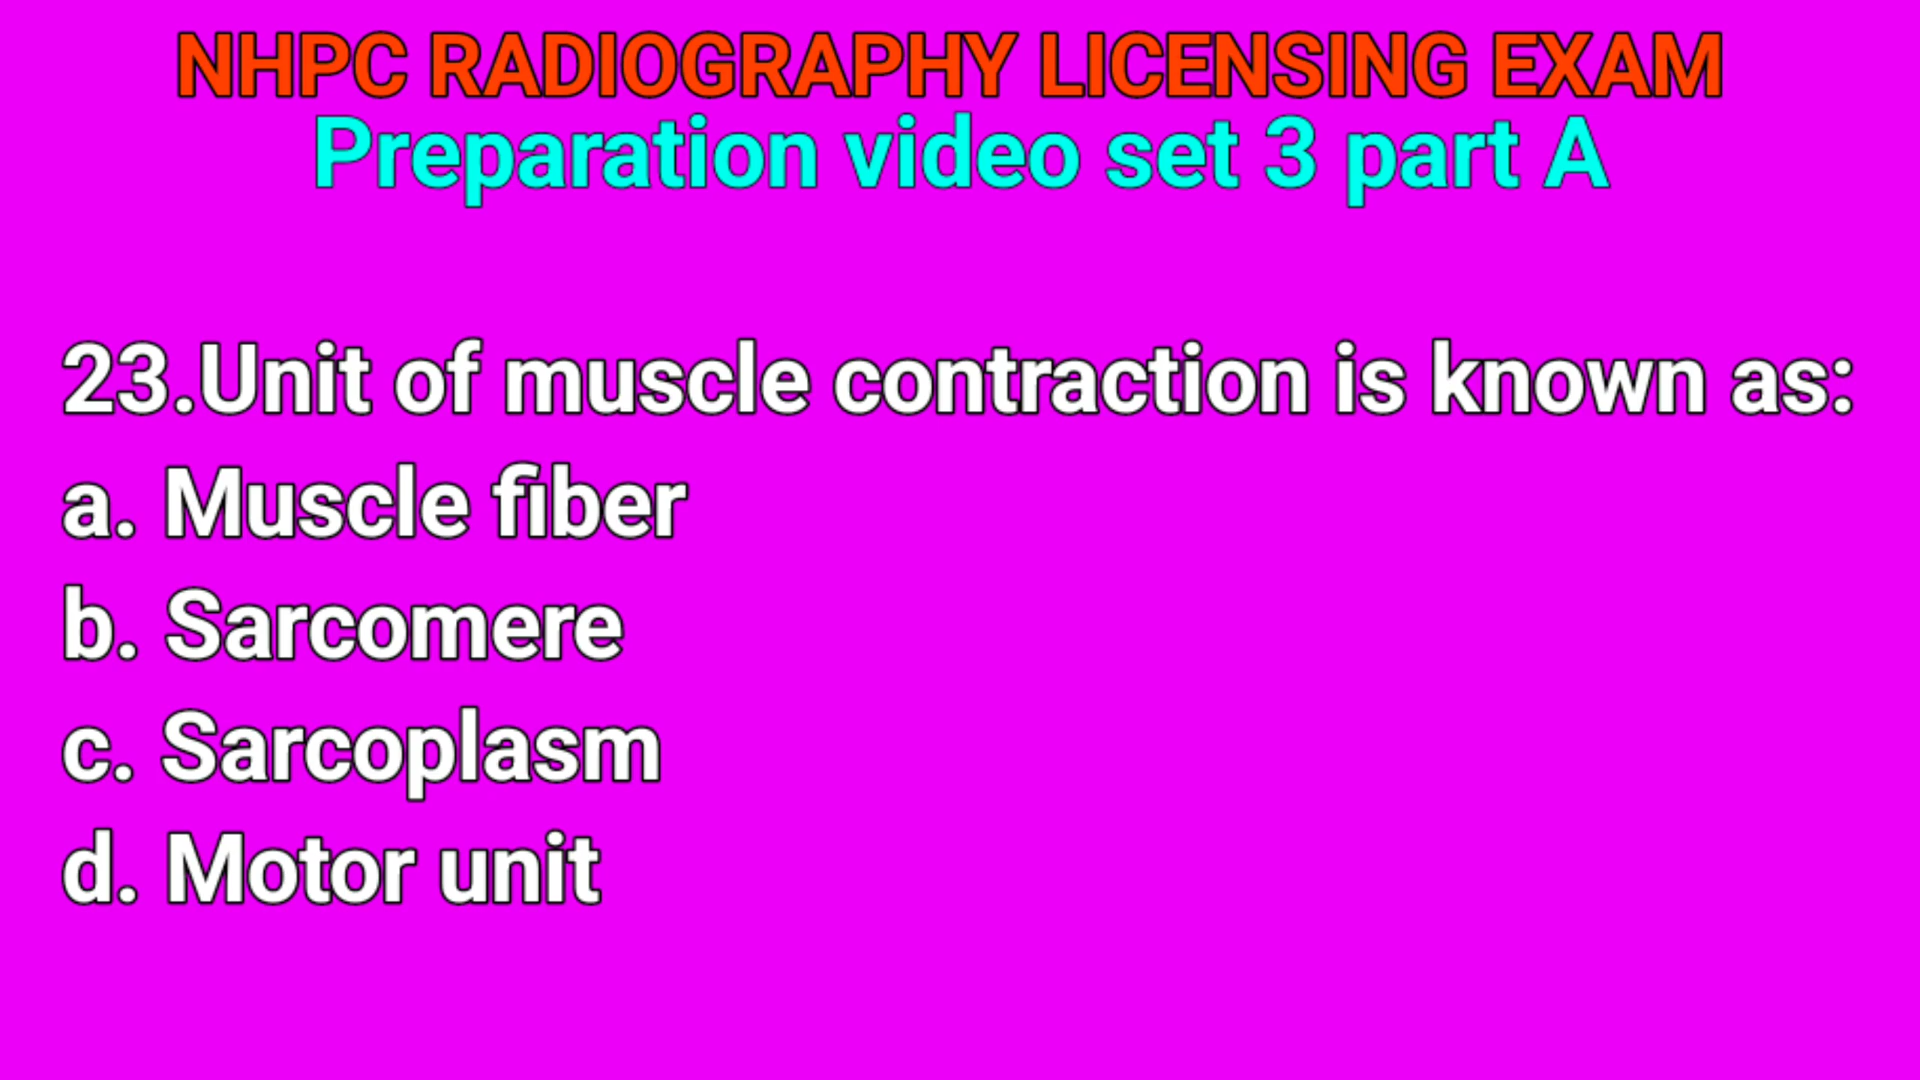 NHPC RADIOGRAPHY LICENSING EXAM
Preparation video set 3 part A
23.Unit of muscle contraction is known as:
a. Muscle fiber
b. Sarcomere
c. Sarcoplasm
d. Motor unit